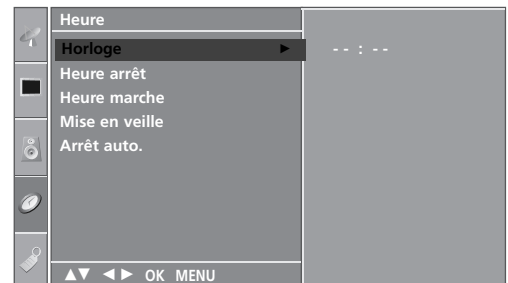 Heure
Horloge ► -- : --
Heure arrêt
Heure marche
Mise en veille
Arrêt auto.
▲▼ ◄► OK MENU